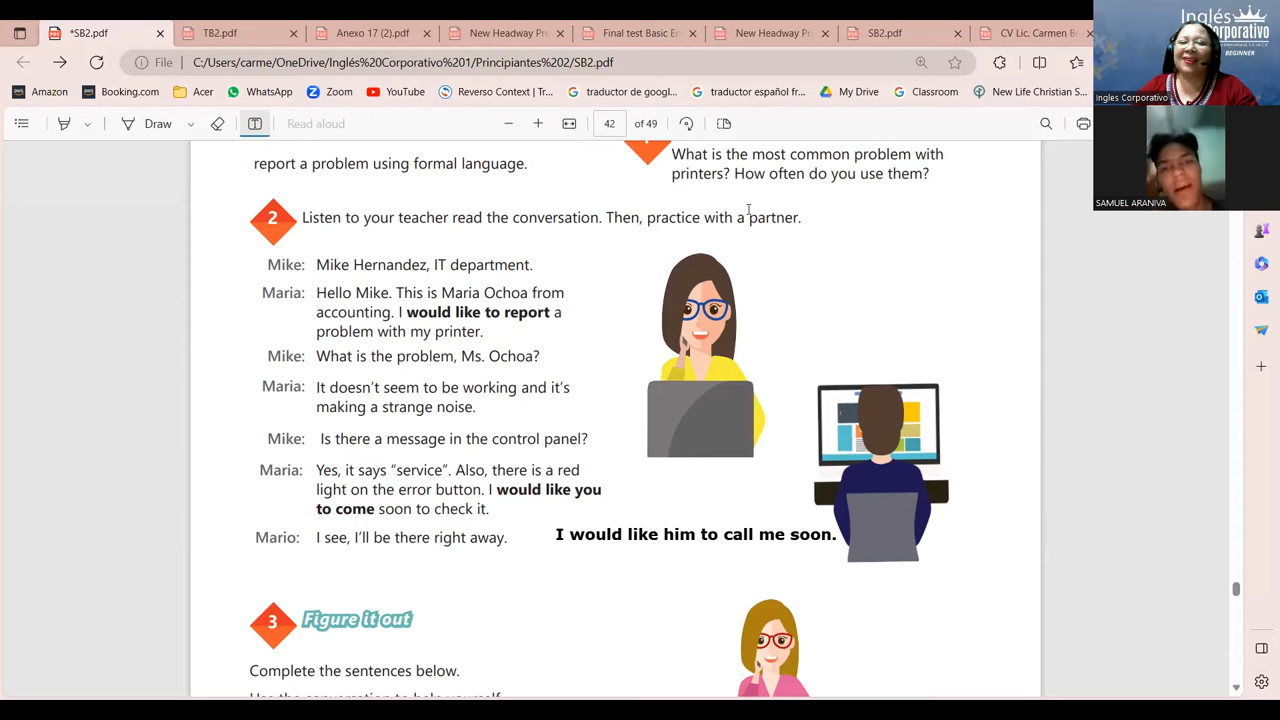 *SB2.pdf
TB2.pdf
Anexo 17 (2).pdf
New Headway Pr
Final test Basic En
New Headway Pr
SB2.pdf
CV Lic. Carmen B
File C:/Users/carme/OneDrive/Ingles%20Corporativo%201/Principiante%2002/SB2.pdf
Amazon
Booking.com
Acer
WhatsApp
Zoom
YouTube
Reverso Context | Tr...
traductor de googl...
traductor español fr...
My Drive
Classroom
New Life Christian S...
Draw
Read aloud
42 of 49
report a problem using formal language.
What is the most common problem with
printers? How often do you use them?
2 Listen to your teacher read the conversation. Then, practice with a partner.
Mike: Mike Hernandez, IT department.
Maria: Hello Mike. This is Maria Ochoa from
accounting. I would like to report a
problem with my printer.
Mike: What is the problem, Ms. Ochoa?
Maria: It doesn't seem to be working and it's
making a strange noise.
Mike: Is there a message in the control panel?
Maria: Yes, it says "service". Also, there is a red
light on the error button. I would like you
to come soon to check it.
Mario: I see, I'll be there right away.
I would like him to call me soon.
3 Figure it out
Complete the sentences below.
Use the conversation to help yourself
Inglés
Corporativo
BEGINNER
Ingles Corporativo
SAMUEL ARANIVA